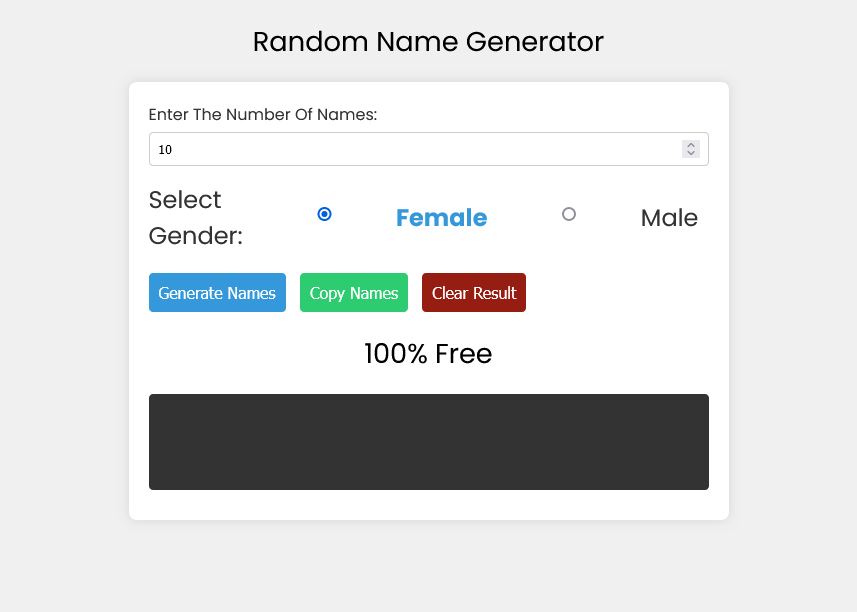 Random Name Generator
Enter The Number Of Names:
10
Select
Gender:
Female
Male
Generate Names
Copy Names
Clear Result
100% Free